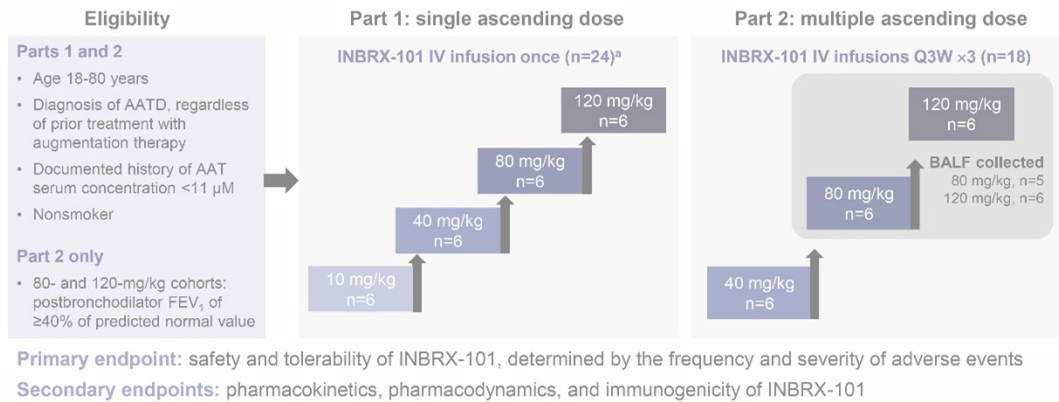 Eligibility
Parts 1 and 2
• Age 18-80 years
• Diagnosis of AATD, regardless
of prior treatment with
augmentation therapy
• Documented history of AAT
serum concentration <11 µM
• Nonsmoker
Part 2 only
• 80- and 120-mg/kg cohorts:
postbronchodilator FEV₁ of
≥40% of predicted normal value
Part 1: single ascending dose
INBRX-101 IV infusion once (n=24)ᵃ
120 mg/kg
n=6
80 mg/kg
n=6
40 mg/kg
n=6
10 mg/kg
n=6
Part 2: multiple ascending dose
INBRX-101 IV infusions Q3W ×3 (n=18)
120 mg/kg
n=6
BALF collected
80 mg/kg, n=5
120 mg/kg, n=6
80 mg/kg
n=6
40 mg/kg
n=6
Primary endpoint: safety and tolerability of INBRX-101, determined by the frequency and severity of adverse events
Secondary endpoints: pharmacokinetics, pharmacodynamics, and immunogenicity of INBRX-101